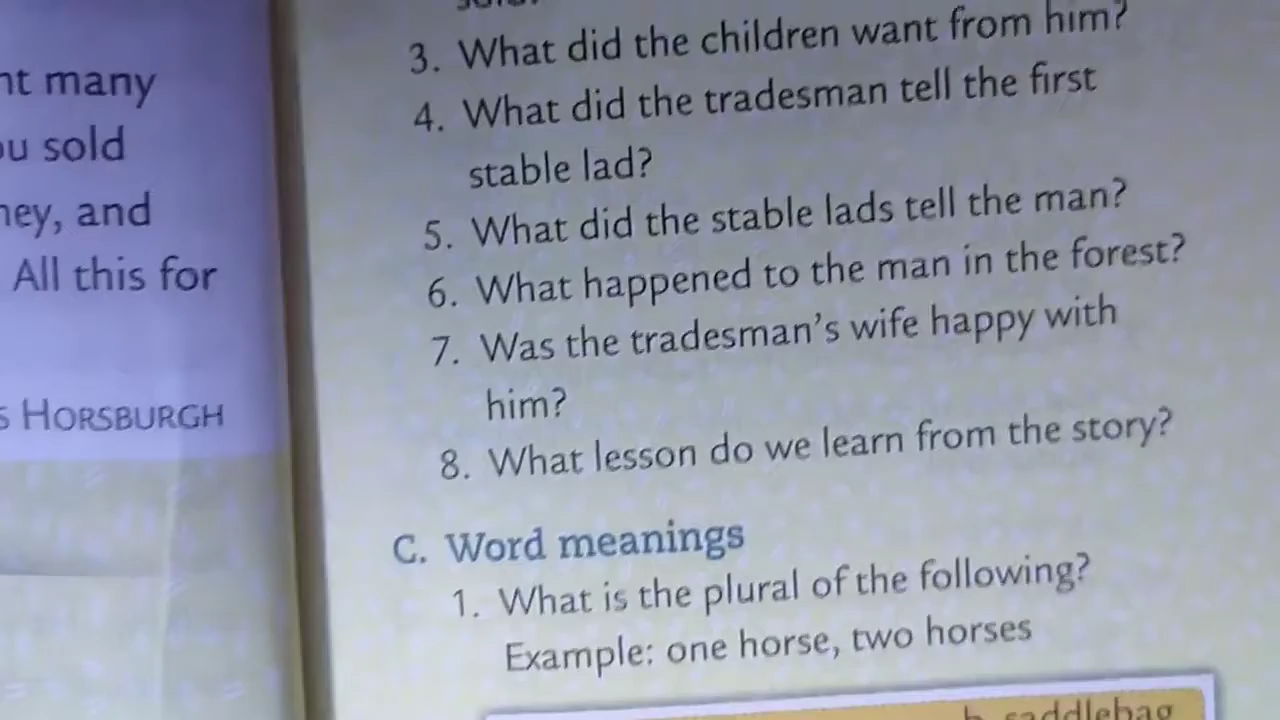 nt many
ou sold
ney, and
All this for
s HORSBURGH
3. What did the children want from him?
4. What did the tradesman tell the first
stable lad?
5. What did the stable lads tell the man?
6. What happened to the man in the forest?
7. Was the tradesman's wife happy with
him?
8. What lesson do we learn from the story?
C. Word meanings
1. What is the plural of the following?
Example: one horse, two horses
b. saddlebag